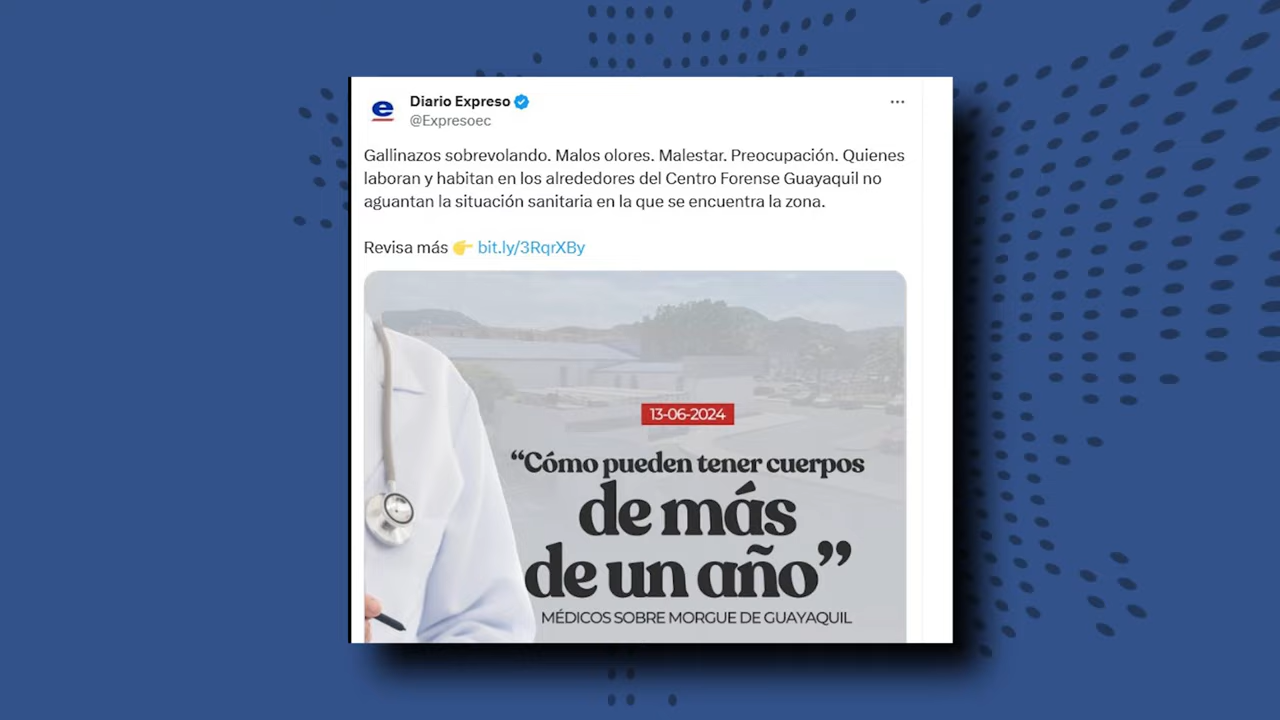 Diario Expreso
@Expresoec
Gallinazos sobrevolando. Malos olores. Malestar. Preocupación. Quienes
laboran y habitan en los alrededores del Centro Forense Guayaquil no
aguantan la situación sanitaria en la que se encuentra la zona.
Revisa más 👉 bit.ly/3RqrXBy
13-06-2024
“Cómo pueden tener cuerpos
de más
de un año”
MÉDICOS SOBRE MORGUE DE GUAYAQUIL